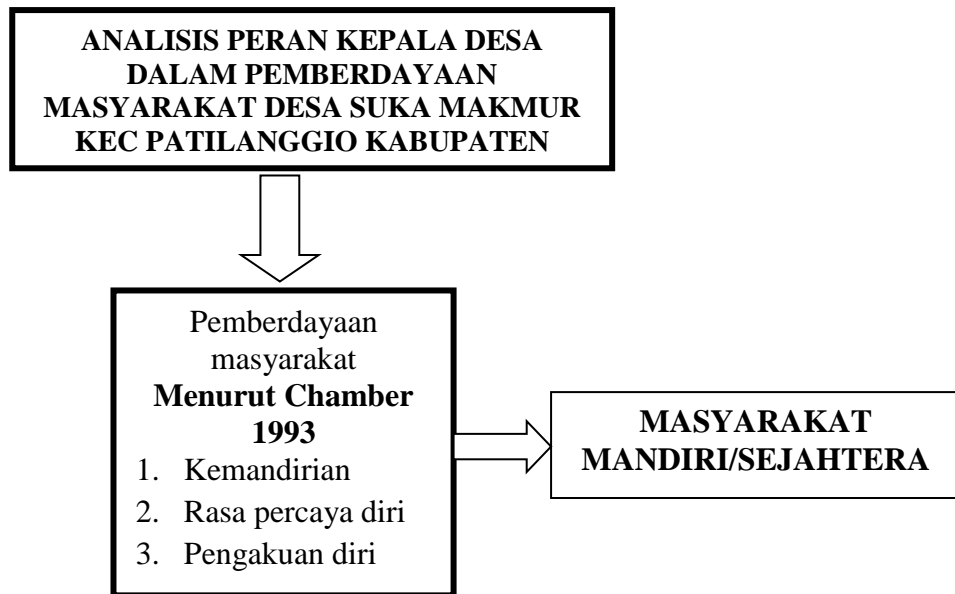 ANALISIS PERAN KEPALA DESA
DALAM PEMBERDAYAAN
MASYARAKAT DESA SUKA MAKMUR
KEC PATILANGGIO KABUPATEN
Pemberdayaan
masyarakat
Menurut Chamber
1993
1. Kemandirian
2. Rasa percaya diri
3. Pengakuan diri
MASYARAKAT
MANDIRI/SEJAHTERA